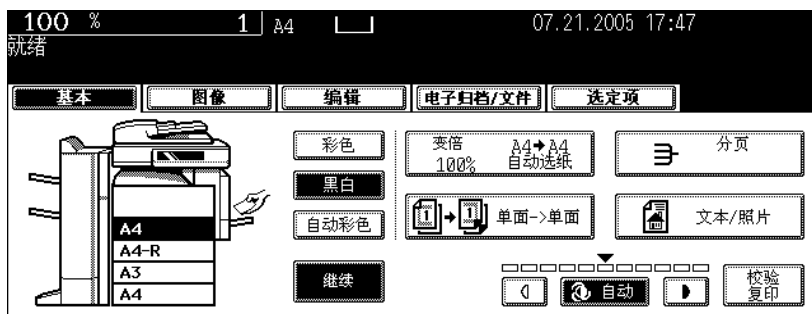 100 % 1 A4 07.21.2005 17:47
就绪
基本 图像 编辑 电子归档/文件 选定项
彩色
黑白
自动彩色
继续
变倍 A4→A4
100% 自动选纸
分页
1→1 单面->单面
文本/照片
A4
A4-R
A3
A4
自动
校验
复印